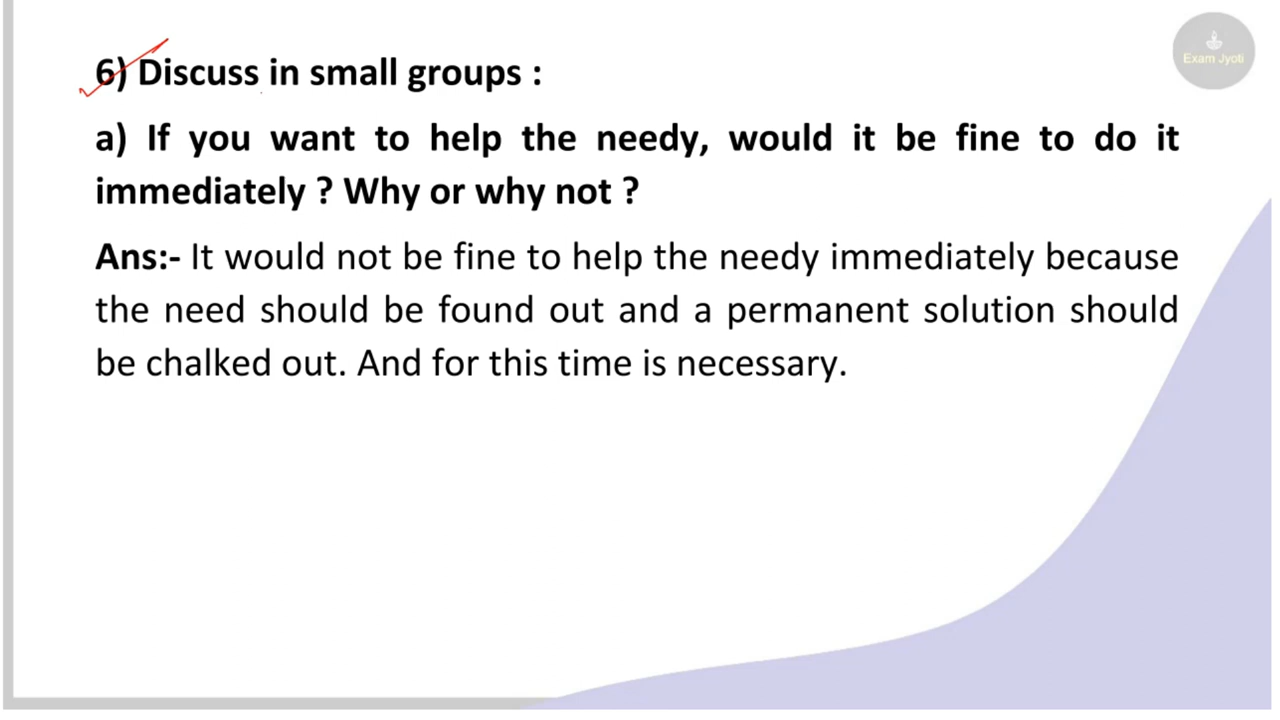 Exam Jyoti
6) Discuss in small groups :
a) If you want to help the needy, would it be fine to do it
immediately ? Why or why not ?
Ans:- It would not be fine to help the needy immediately because
the need should be found out and a permanent solution should
be chalked out. And for this time is necessary.